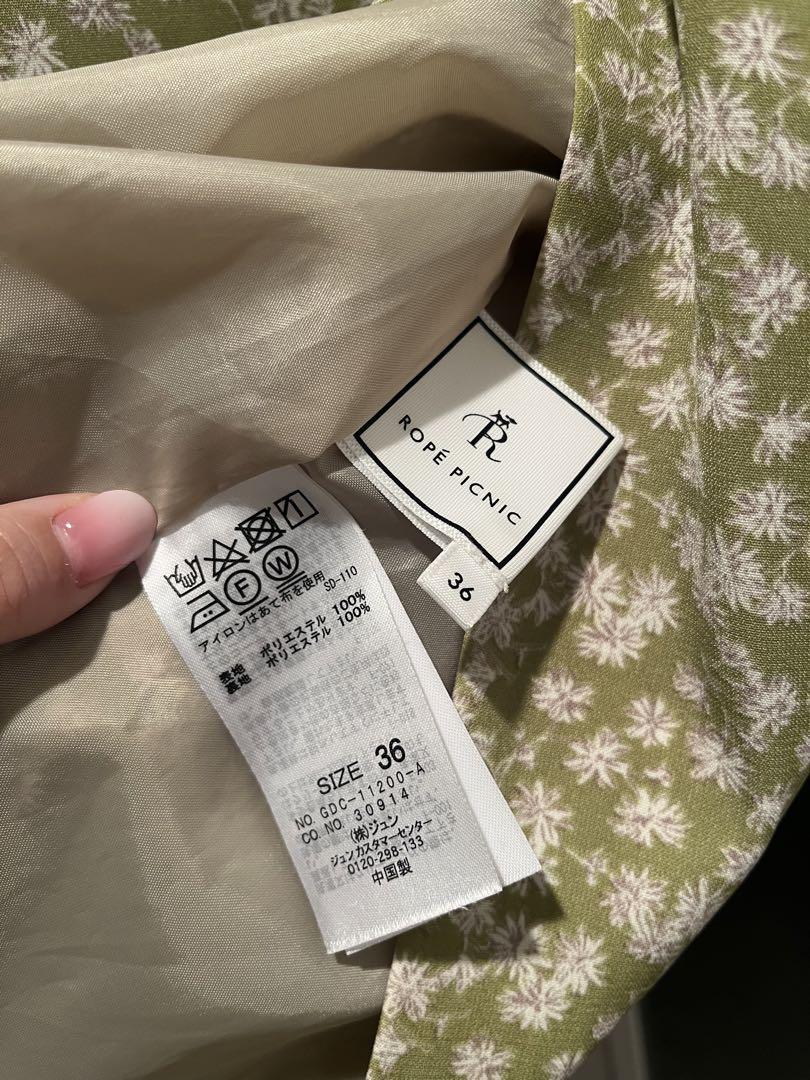 R
ROPÉ PICNIC
36
F W
アイロンはあて布を使用
SD-110
表地 ポリエステル 100%
裏地 ポリエステル 100%
SIZE 36
NO. GDC-11200-A
CO. NO. 30914
(株)ジュン
ジュンカスタマーセンター
0120-298-133
中国製